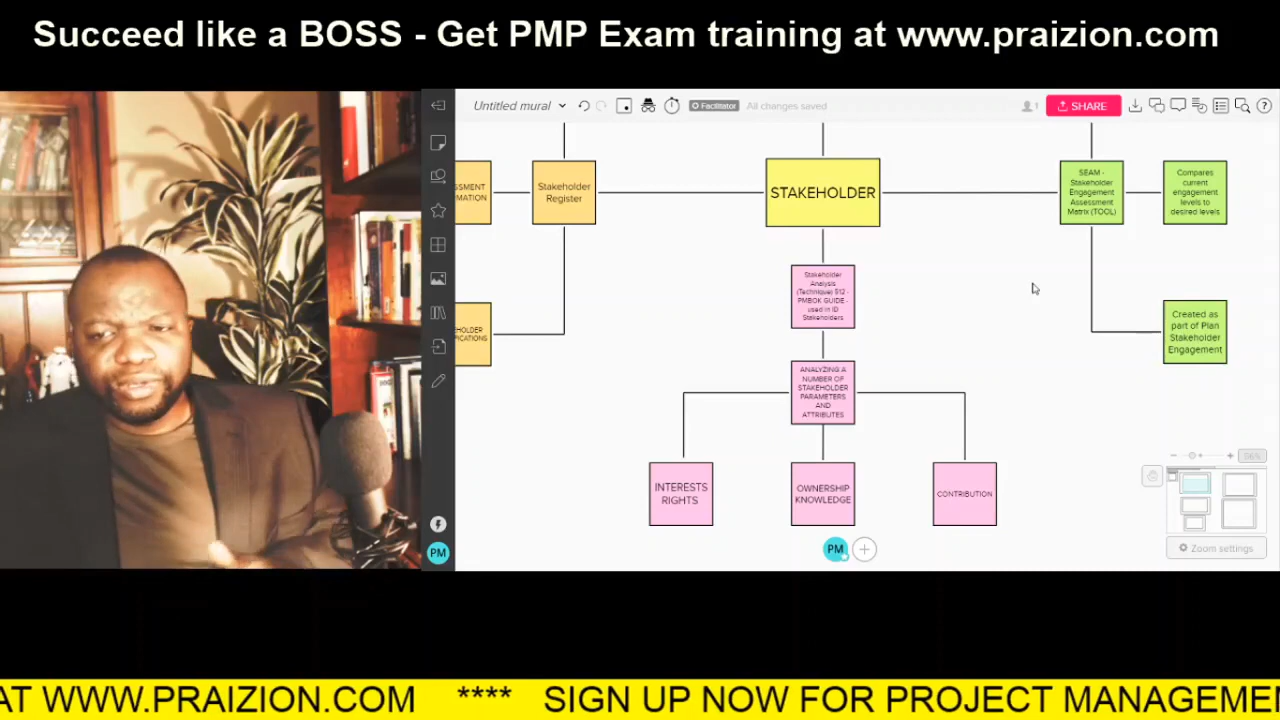 Succeed like a BOSS - Get PMP Exam training at www.praizion.com
Untitled mural
Facilitator
All changes saved
1
SHARE
?
SSMENT
MATION
Stakeholder
Register
STAKEHOLDER
SEAM -
Stakeholder
Engagement
Assessment
Matrix (TOOL)
Compares
current
engagement
levels to
desired levels
Stakeholder
Analysis
(Technique) 512 -
PMBOK GUIDE -
used in ID
Stakeholders
HOLDER
FICATIONS
Created as
part of Plan
Stakeholder
Engagement
ANALYZING A
NUMBER OF
STAKEHOLDER
PARAMETERS
AND
ATTRIBUTES
INTERESTS
RIGHTS
OWNERSHIP
KNOWLEDGE
CONTRIBUTION
PM
PM
Zoom settings
AT WWW.PRAIZION.COM **** SIGN UP NOW FOR PROJECT MANAGEME